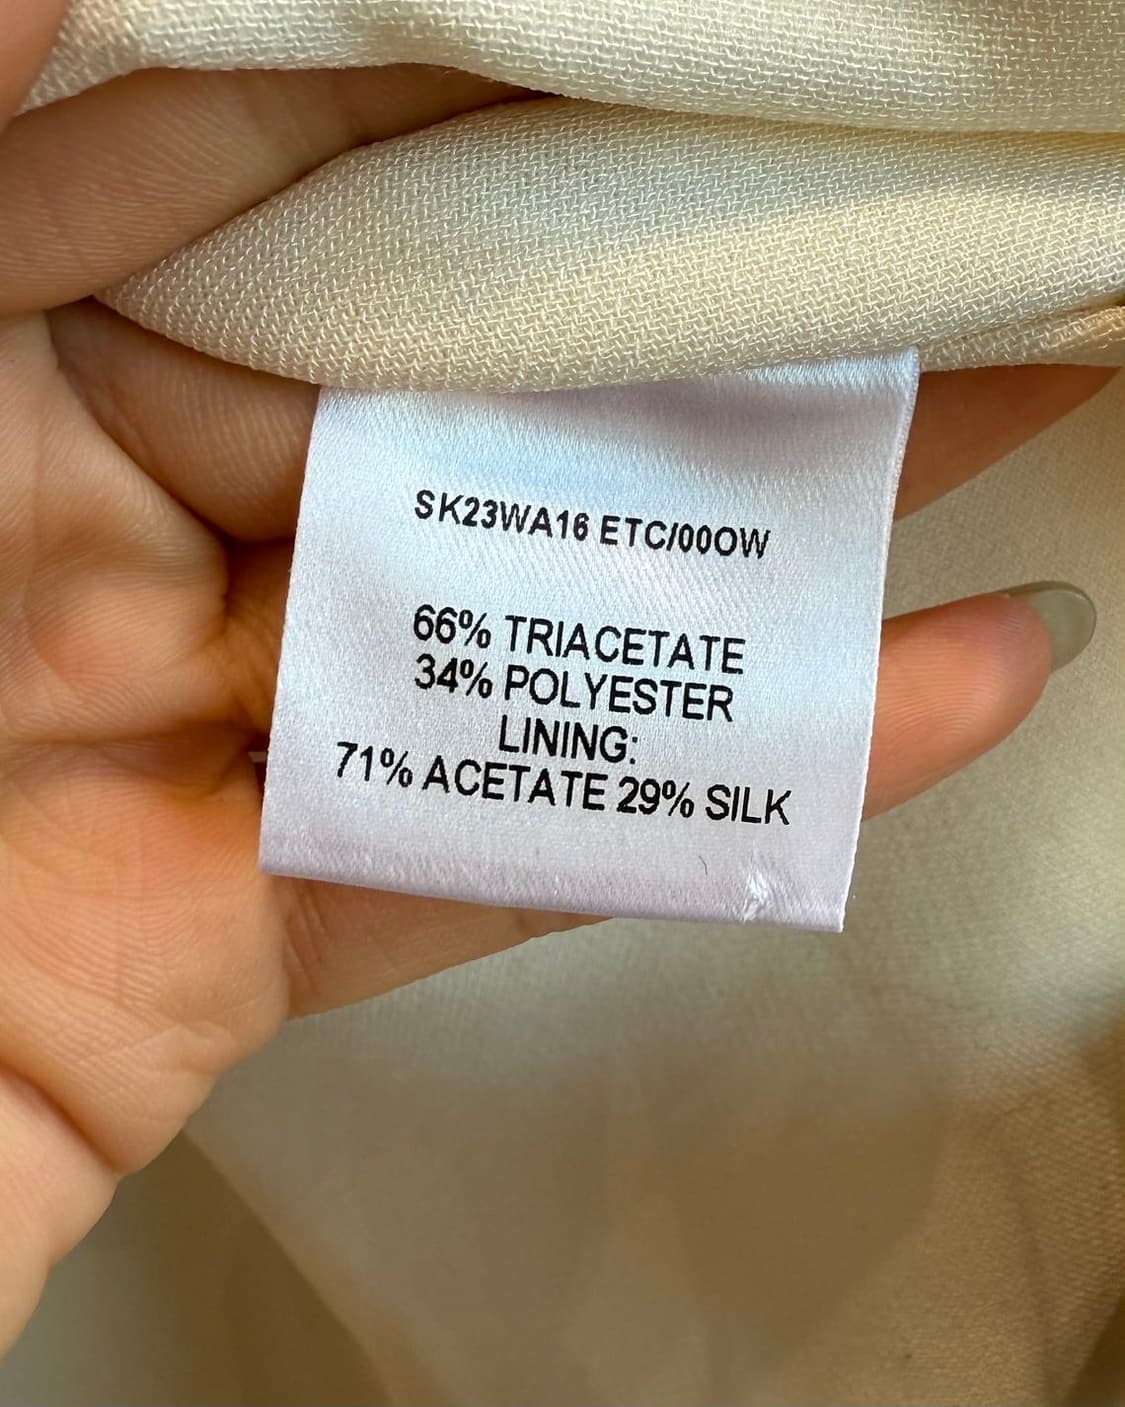 SK23WA16 ETC/00OW
66% TRIACETATE
34% POLYESTER
LINING:
71% ACETATE 29% SILK